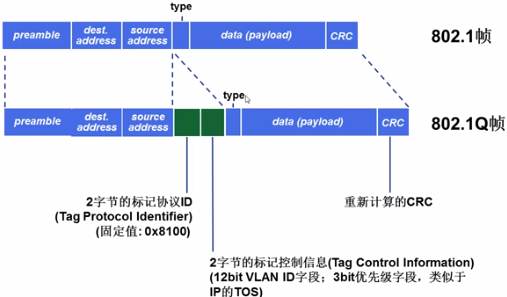 type
preamble
dest. address
source address
data (payload)
CRC
802.1帧
type
preamble
dest. address
source address
data (payload)
CRC
802.1Q帧
2字节的标记协议ID
(Tag Protocol Identifier)
(固定值: 0x8100)
重新计算的CRC
2字节的标记控制信息(Tag Control Information)
(12bit VLAN ID字段；3bit优先级字段，类似于
IP的TOS)